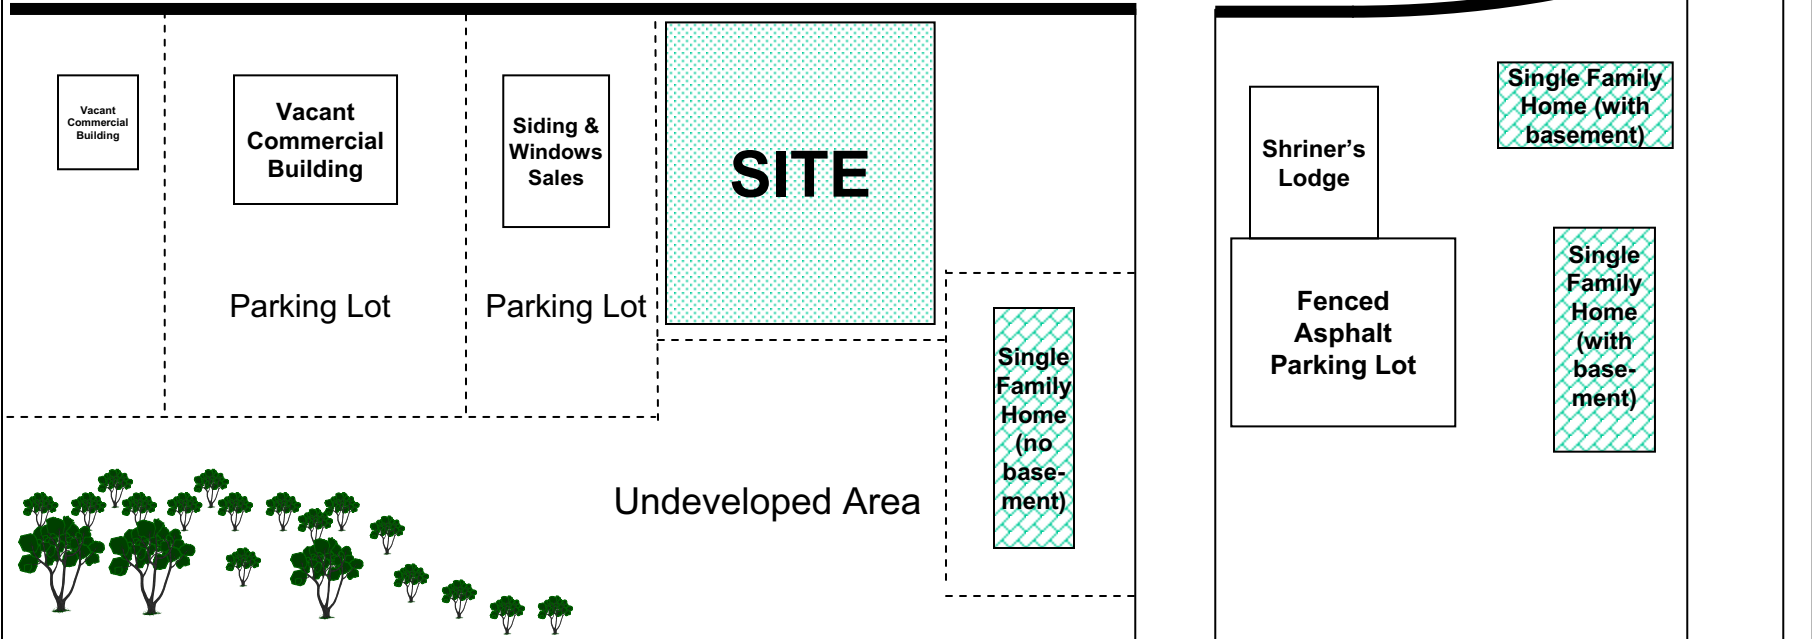 Vacant
Commercial
Building
Vacant
Commercial
Building
Siding &
Windows
Sales
SITE
Shriner’s
Lodge
Single Family
Home (with
basement)
Parking Lot
Parking Lot
Single
Family
Home
(no
base-
ment)
Fenced
Asphalt
Parking Lot
Single
Family
Home
(with
base-
ment)
Undeveloped Area